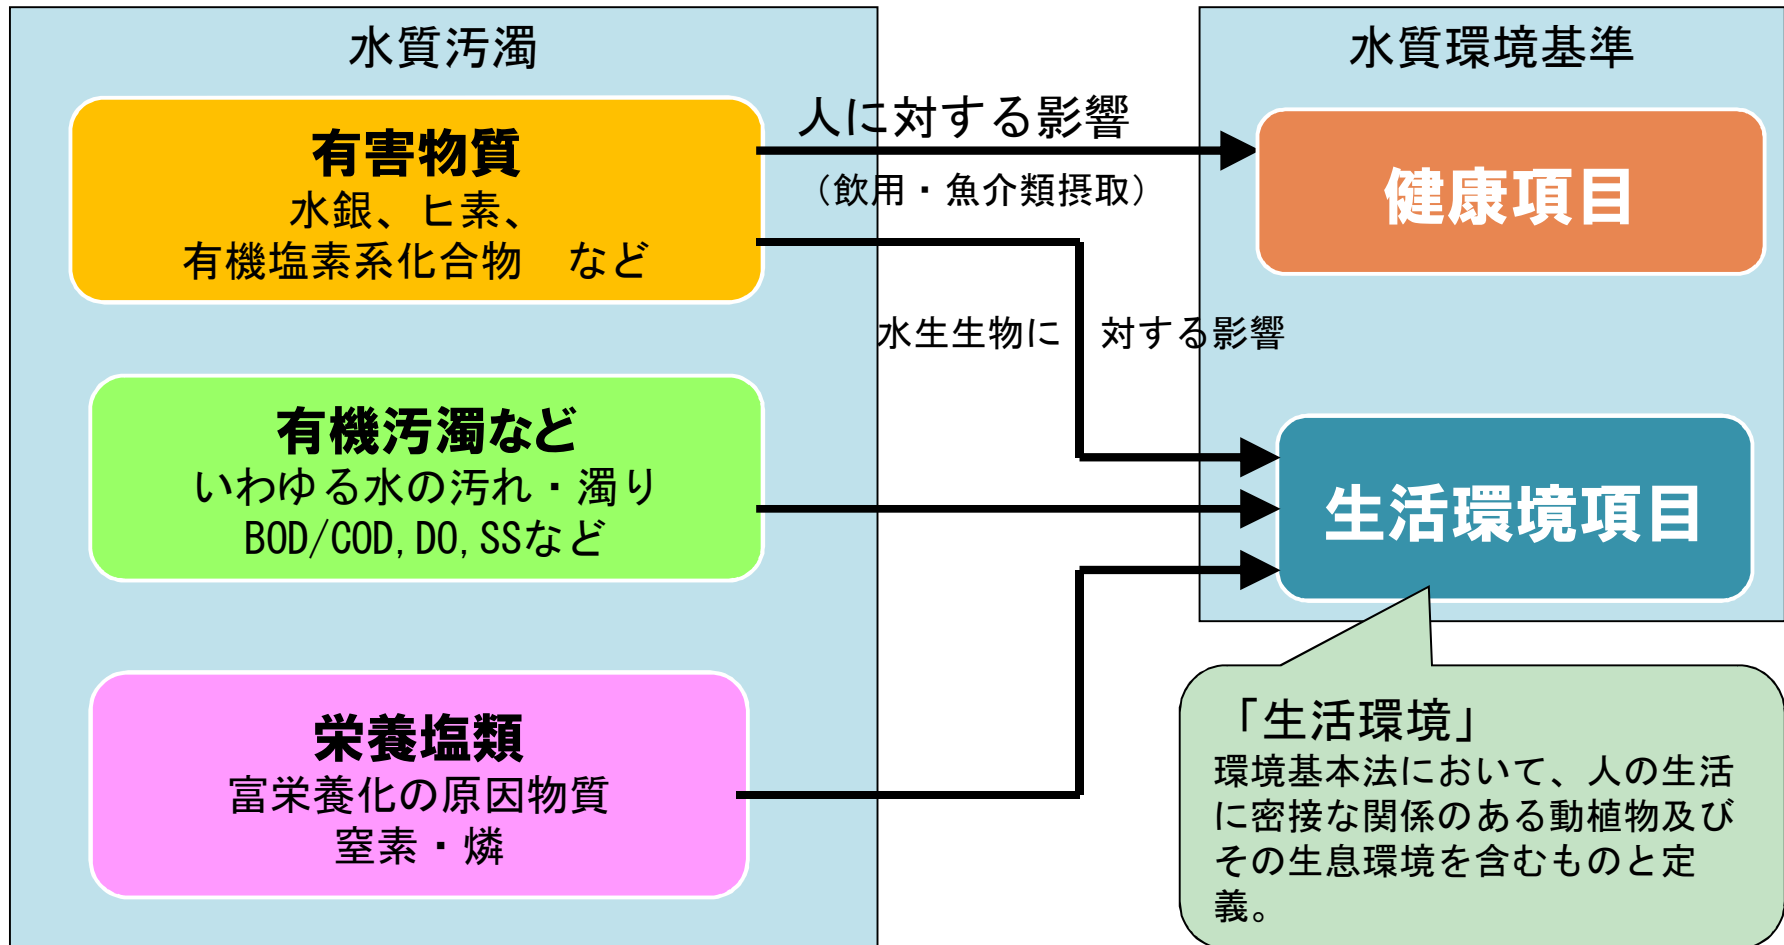 水質汚濁
有害物質
水銀、ヒ素、
有機塩素系化合物　など
有機汚濁など
いわゆる水の汚れ・濁り
BOD/COD,DO,SSなど
栄養塩類
富栄養化の原因物質
窒素・燐
人に対する影響
（飲用・魚介類摂取）
水生生物に　対する影響
水質環境基準
健康項目
生活環境項目
「生活環境」
環境基本法において、人の生活
に密接な関係のある動植物及び
その生息環境を含むものと定
義。